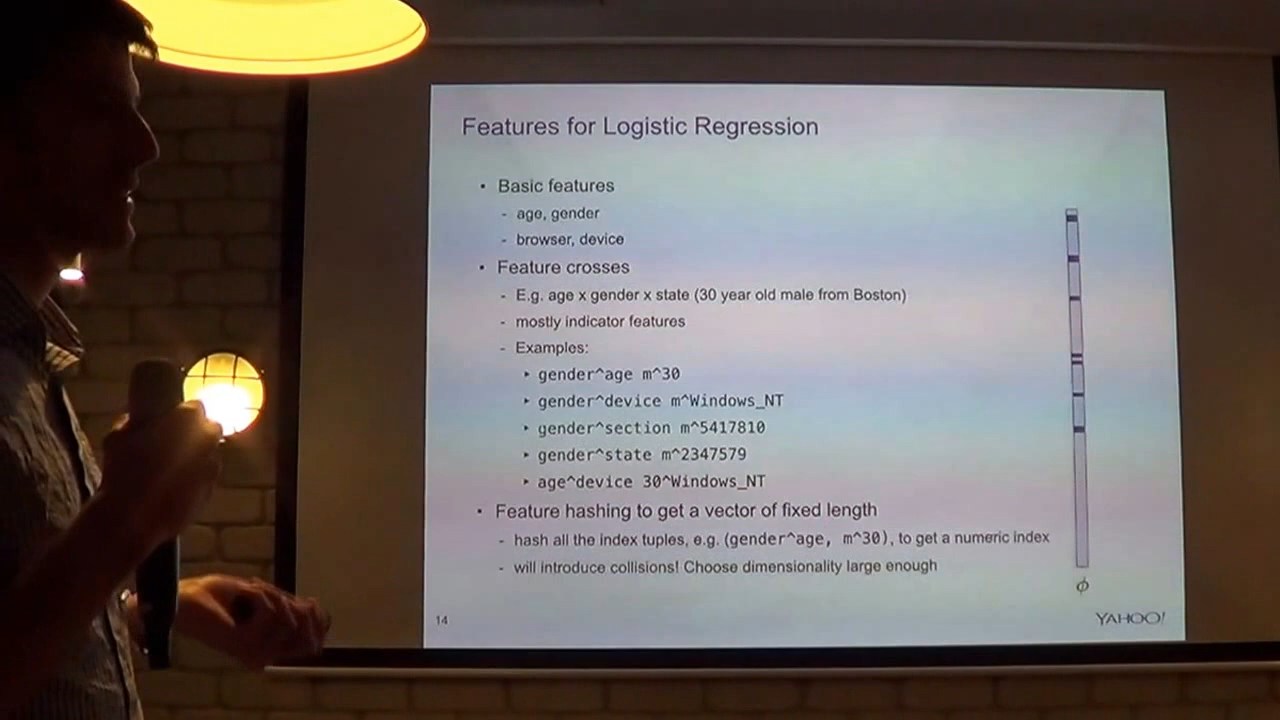 Features for Logistic Regression
• Basic features
- age, gender
- browser, device
• Feature crosses
- E.g. age x gender x state (30 year old male from Boston)
- mostly indicator features
- Examples:
‣ gender^age m^30
‣ gender^device m^Windows_NT
‣ gender^section m^5417810
‣ gender^state m^2347579
‣ age^device 30^Windows_NT
• Feature hashing to get a vector of fixed length
- hash all the index tuples, e.g. (gender^age, m^30), to get a numeric index
- will introduce collisions! Choose dimensionality large enough
ϕ
14
YAHOO!